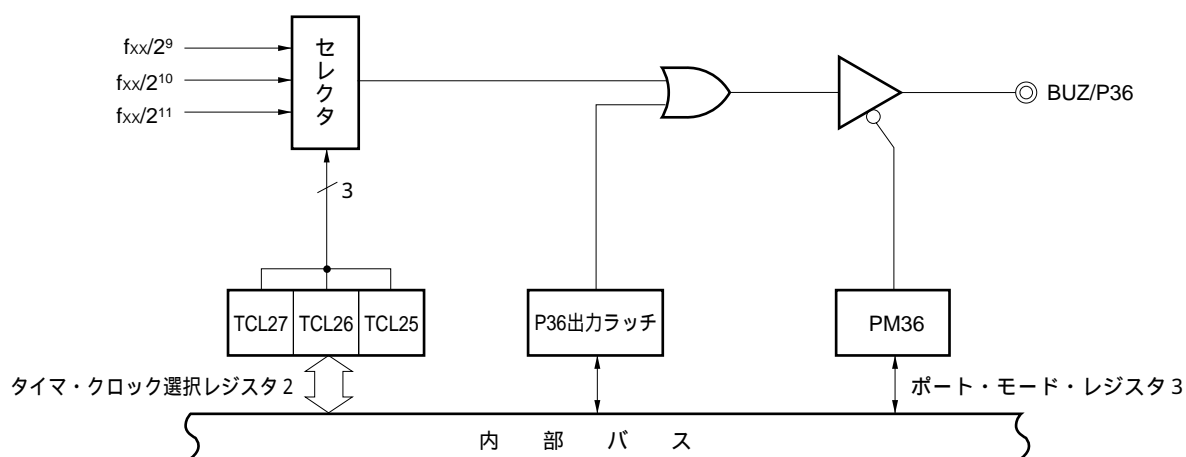 fxx/2⁹
fxx/2¹⁰
fxx/2¹¹
セレクタ
BUZ/P36
3
TCL27 TCL26 TCL25
P36出力ラッチ
PM36
タイマ・クロック選択レジスタ2
ポート・モード・レジスタ3
内部バス